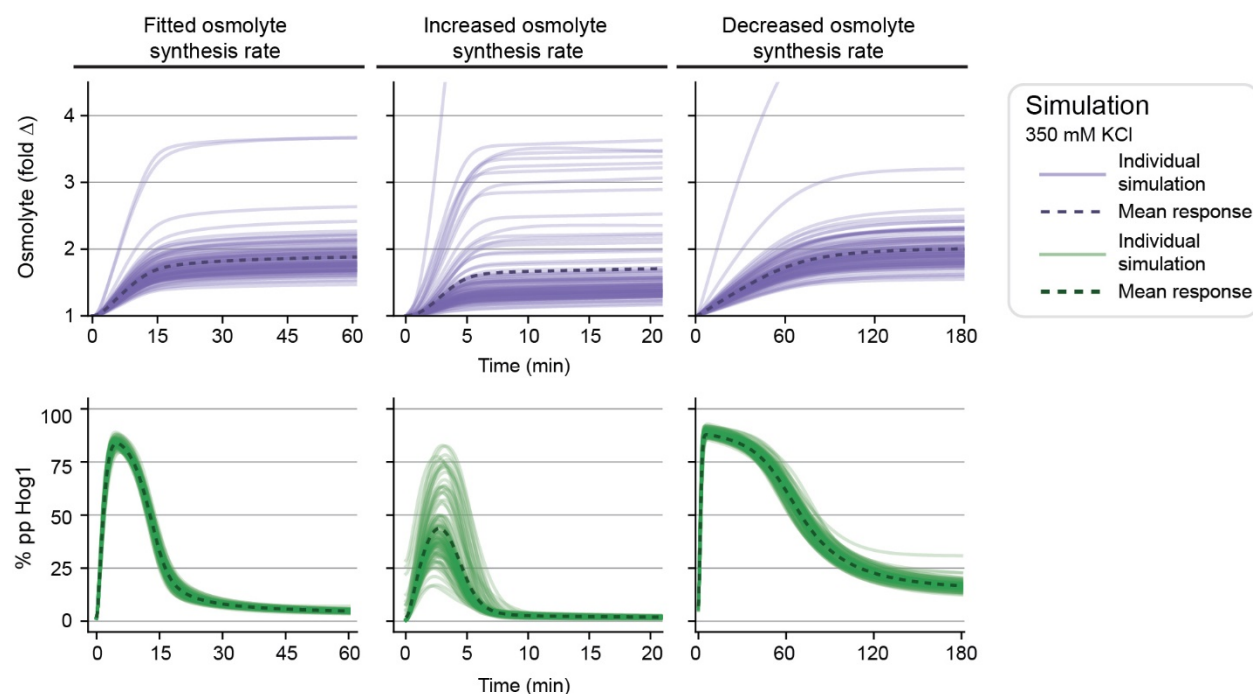 Fitted osmolyte
synthesis rate
Increased osmolyte
synthesis rate
Decreased osmolyte
synthesis rate
Osmolyte (fold Δ)
4
3
2
1
0 15 30 45 60
0 5 10 15 20
0 60 120 180
Time (min)
Simulation
350 mM KCl
Individual
simulation
Mean response
Individual
simulation
Mean response
% pp Hog1
100
75
50
25
0
0 15 30 45 60
0 5 10 15 20
0 60 120 180
Time (min)